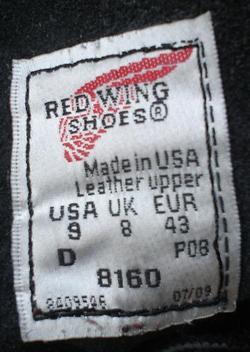 RED WING
SHOES®
Made in USA
Leather upper
USA UK EUR
9 8 43
D P08
8160
07/09